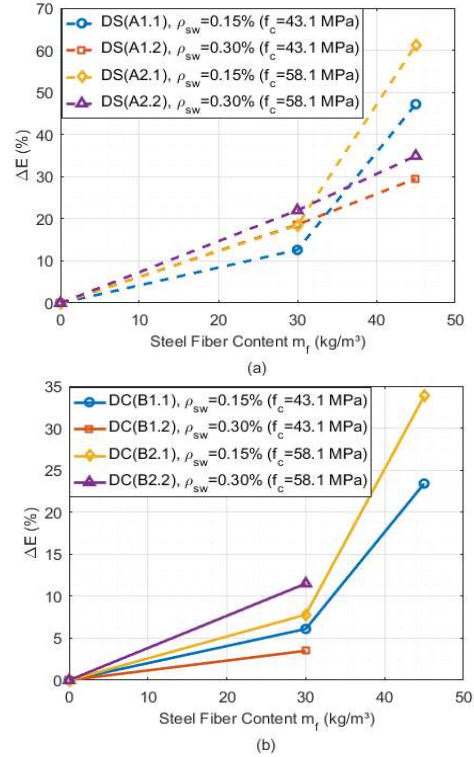 70
60
50
40
30
20
10
0
ΔE (%)
DS(A1.1), ρsw=0.15% (fc=43.1 MPa)
DS(A1.2), ρsw=0.30% (fc=43.1 MPa)
DS(A2.1), ρsw=0.15% (fc=58.1 MPa)
DS(A2.2), ρsw=0.30% (fc=58.1 MPa)
0 10 20 30 40 50
Steel Fiber Content mf (kg/m³)
(a)
35
30
25
20
15
10
5
0
ΔE (%)
DC(B1.1), ρsw=0.15% (fc=43.1 MPa)
DC(B1.2), ρsw=0.30% (fc=43.1 MPa)
DC(B2.1), ρsw=0.15% (fc=58.1 MPa)
DC(B2.2), ρsw=0.30% (fc=58.1 MPa)
0 10 20 30 40 50
Steel Fiber Content mf (kg/m³)
(b)